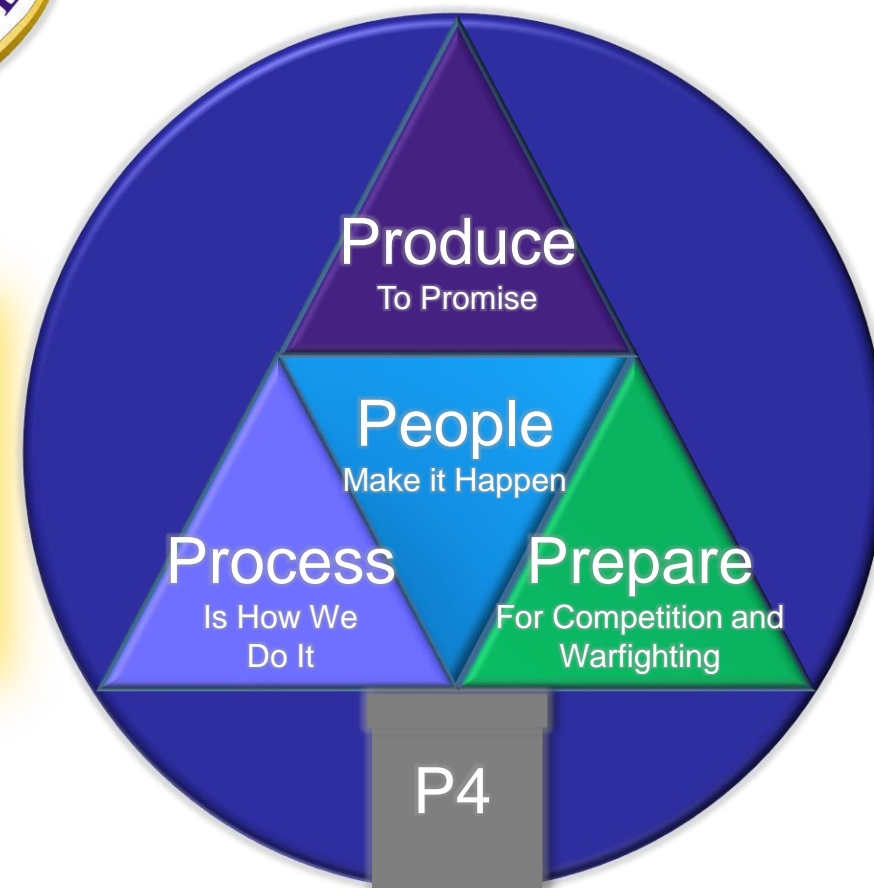 Produce
To Promise
People
Make it Happen
Process
Is How We
Do It
Prepare
For Competition and
Warfighting
P4